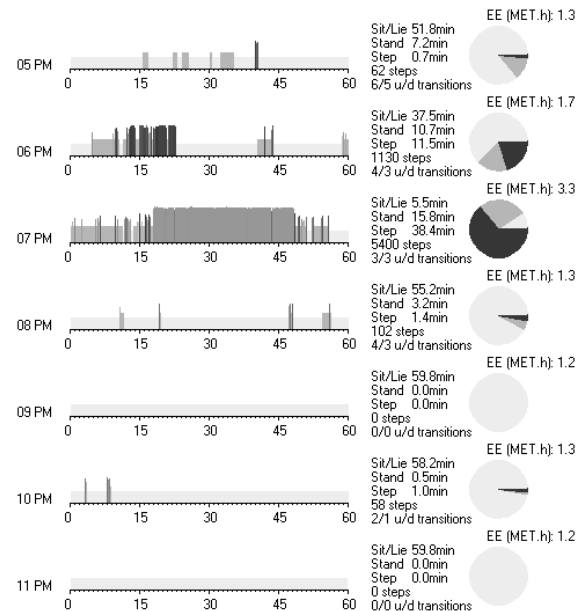 EE (MET.h): 1.3
Sit/Lie 51.8min
Stand 7.2min
Step 0.7min
62 steps
6/5 u/d transitions
05 PM
0 15 30 45 60
EE (MET.h): 1.7
Sit/Lie 37.5min
Stand 10.7min
Step 11.5min
1130 steps
4/3 u/d transitions
06 PM
0 15 30 45 60
EE (MET.h): 3.3
Sit/Lie 5.5min
Stand 15.8min
Step 38.4min
5400 steps
3/3 u/d transitions
07 PM
0 15 30 45 60
EE (MET.h): 1.3
Sit/Lie 55.2min
Stand 3.2min
Step 1.4min
102 steps
4/3 u/d transitions
08 PM
0 15 30 45 60
EE (MET.h): 1.2
Sit/Lie 59.8min
Stand 0.0min
Step 0.0min
0 steps
0/0 u/d transitions
09 PM
0 15 30 45 60
EE (MET.h): 1.3
Sit/Lie 58.2min
Stand 0.5min
Step 1.0min
58 steps
2/1 u/d transitions
10 PM
0 15 30 45 60
EE (MET.h): 1.2
Sit/Lie 59.8min
Stand 0.0min
Step 0.0min
0 steps
0/0 u/d transitions
11 PM
0 15 30 45 60